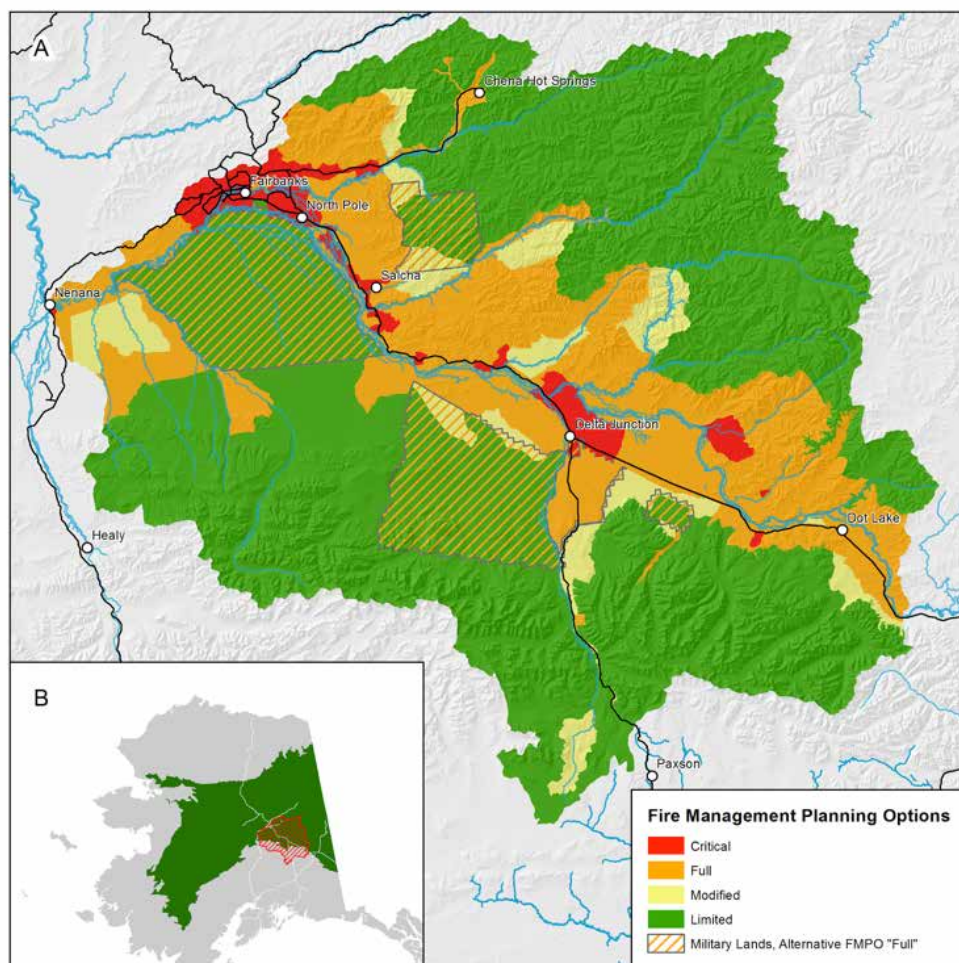 A
Chena Hot Springs
Fairbanks
North Pole
Salcha
Nenana
Delta Junction
Dot Lake
Healy
Paxson
B
Fire Management Planning Options
Critical
Full
Modified
Limited
Military Lands, Alternative FMPO "Full"